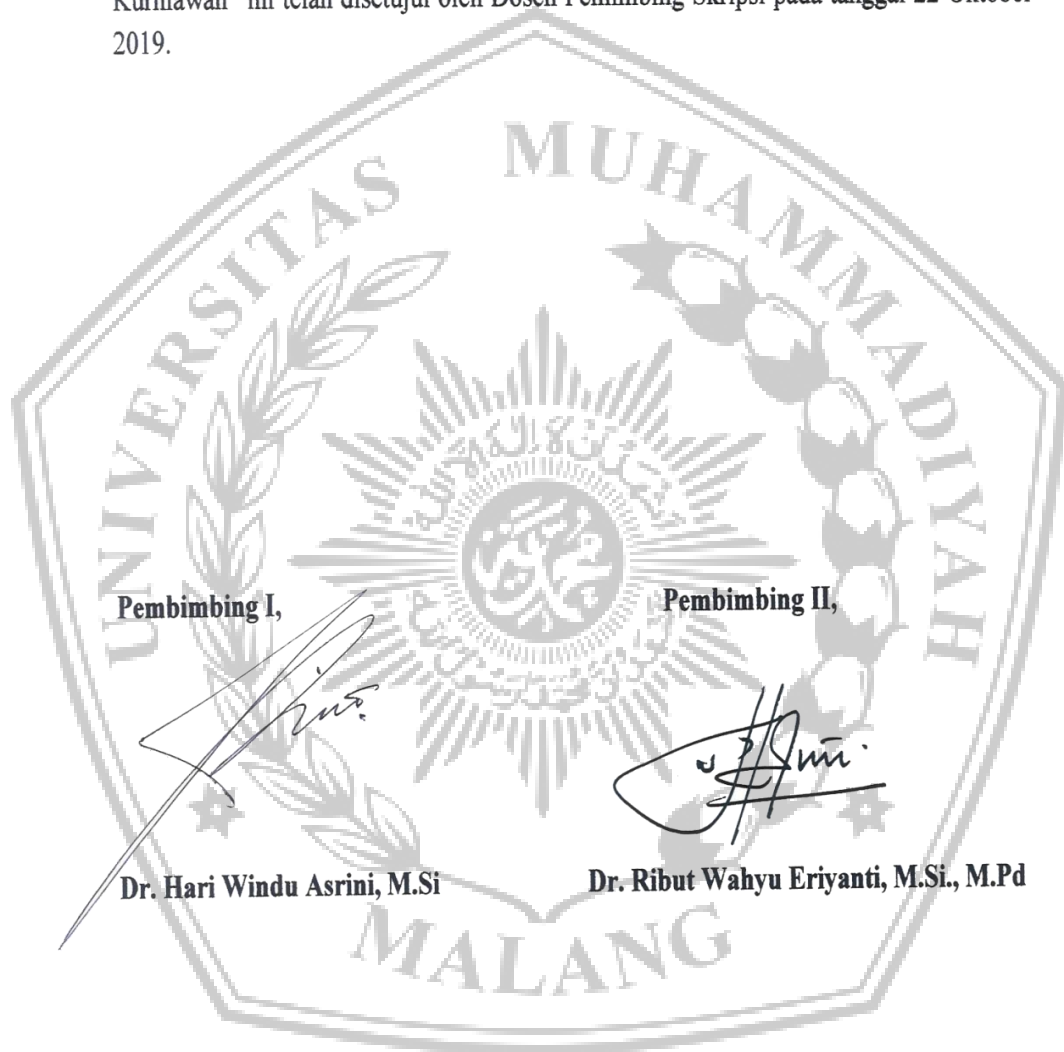 Kurniawan" ini telah disetujui oleh Dosen Pembimbing Skripsi pada tanggal 22 Oktober
2019.
UNIVERSITAS MUHAMMADIYAH
MALANG
Pembimbing I,
Pembimbing II,
Dr. Hari Windu Asrini, M.Si
Dr. Ribut Wahyu Eriyanti, M.Si., M.Pd